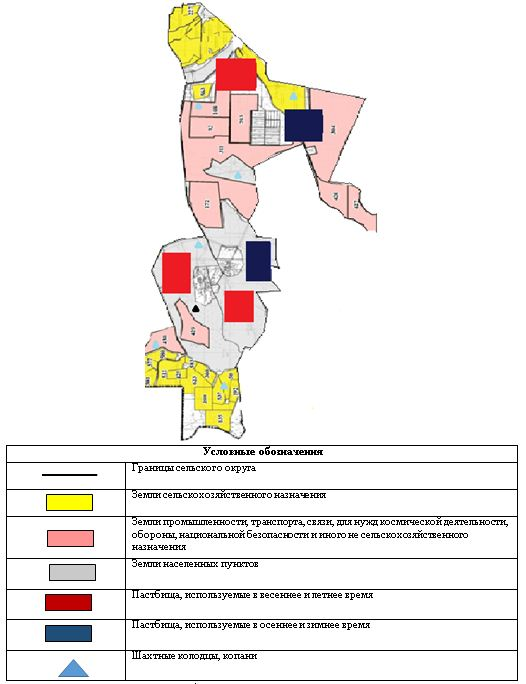 Условные обозначения
Границы сельского округа
Земли сельскохозяйственного назначения
Земли промышленности, транспорта, связи, для нужд космической деятельности,
обороны, национальной безопасности и иного не сельскохозяйственного
назначения
Земли населенных пунктов
Пастбища, используемые в весеннее и летнее время
Пастбища, используемые в осеннее и зимнее время
Шахтные колодцы, копани